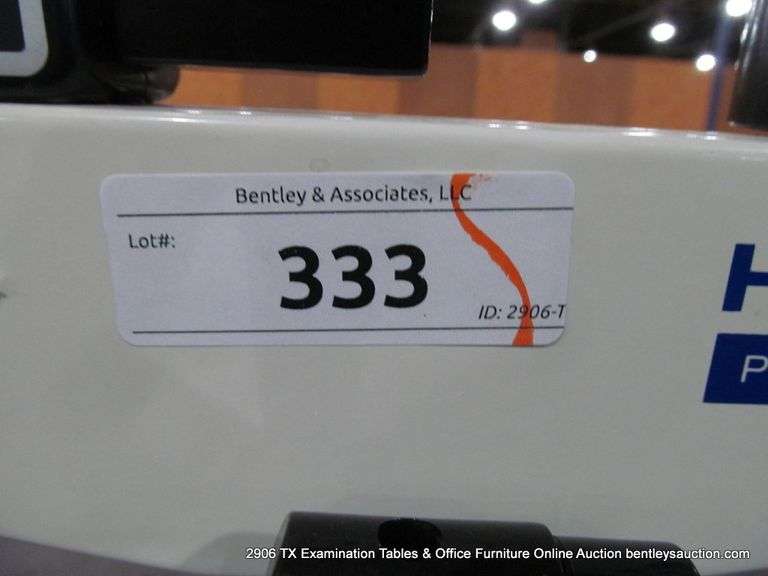 Bentley & Associates, LLC
Lot#:
333
ID: 2906-T
H
P
2906 TX Examination Tables & Office Furniture Online Auction bentleysauction.com